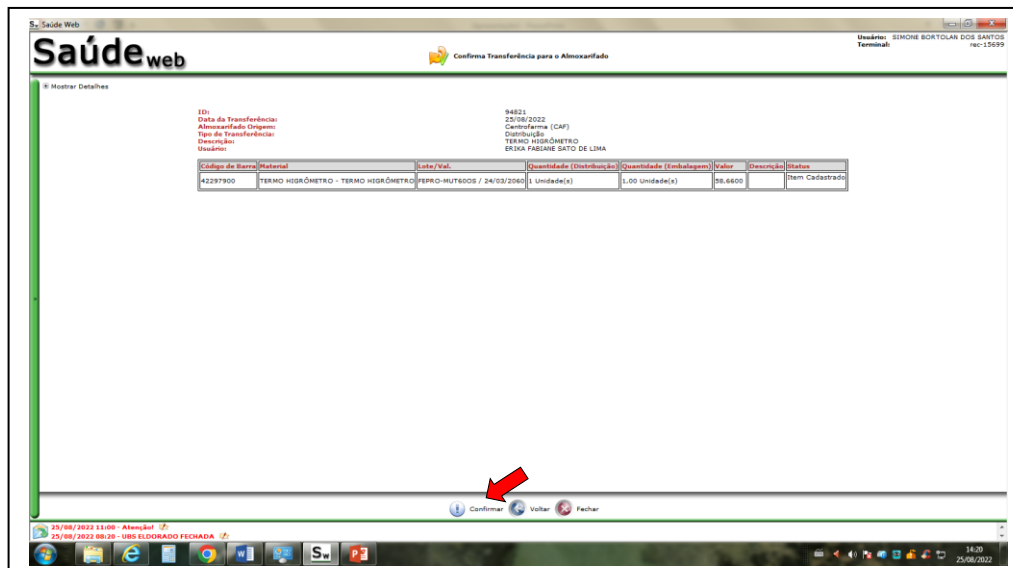 Saúde Web
Saúde web
Confirma Transferência para o Almoxarifado
Usuário: SIMONE BORTOLAN DOS SANTOS
Terminal: rec-15699
Mostrar Detalhes
ID: 94821
Data da Transferência: 25/08/2022
Almoxarifado Origem: Centrofarma (CAF)
Tipo de Transferência: Distribuição
Descrição: TERMO HIGRÔMETRO
Usuário: ERIKA FABIANE SATO DE LIMA
Código de Barra Material Lote/Val. Quantidade (Distribuição) Quantidade (Embalagem) Valor Descrição Status
42297900 TERMO HIGRÔMETRO - TERMO HIGRÔMETRO FEPRO-MUT600S / 24/03/2060 1 Unidade(s) 1.00 Unidade(s) 58,6600 Item Cadastrado
Confirmar Voltar Fechar
25/08/2022 11:00 - Atenção!
25/08/2022 08:20 - UBS ELDORADO FECHADA
Sw
14:20
25/08/2022